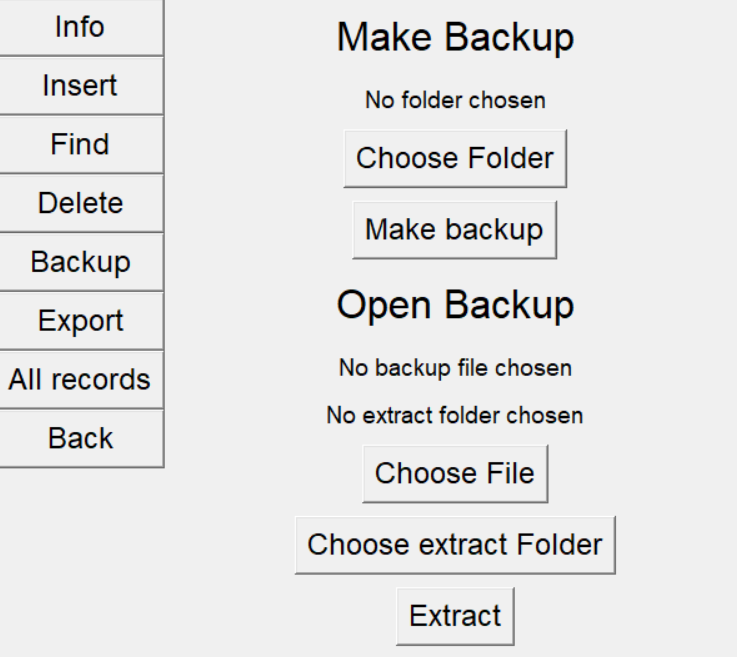 Info
Insert
Find
Delete
Backup
Export
All records
Back
Make Backup
No folder chosen
Choose Folder
Make backup
Open Backup
No backup file chosen
No extract folder chosen
Choose File
Choose extract Folder
Extract